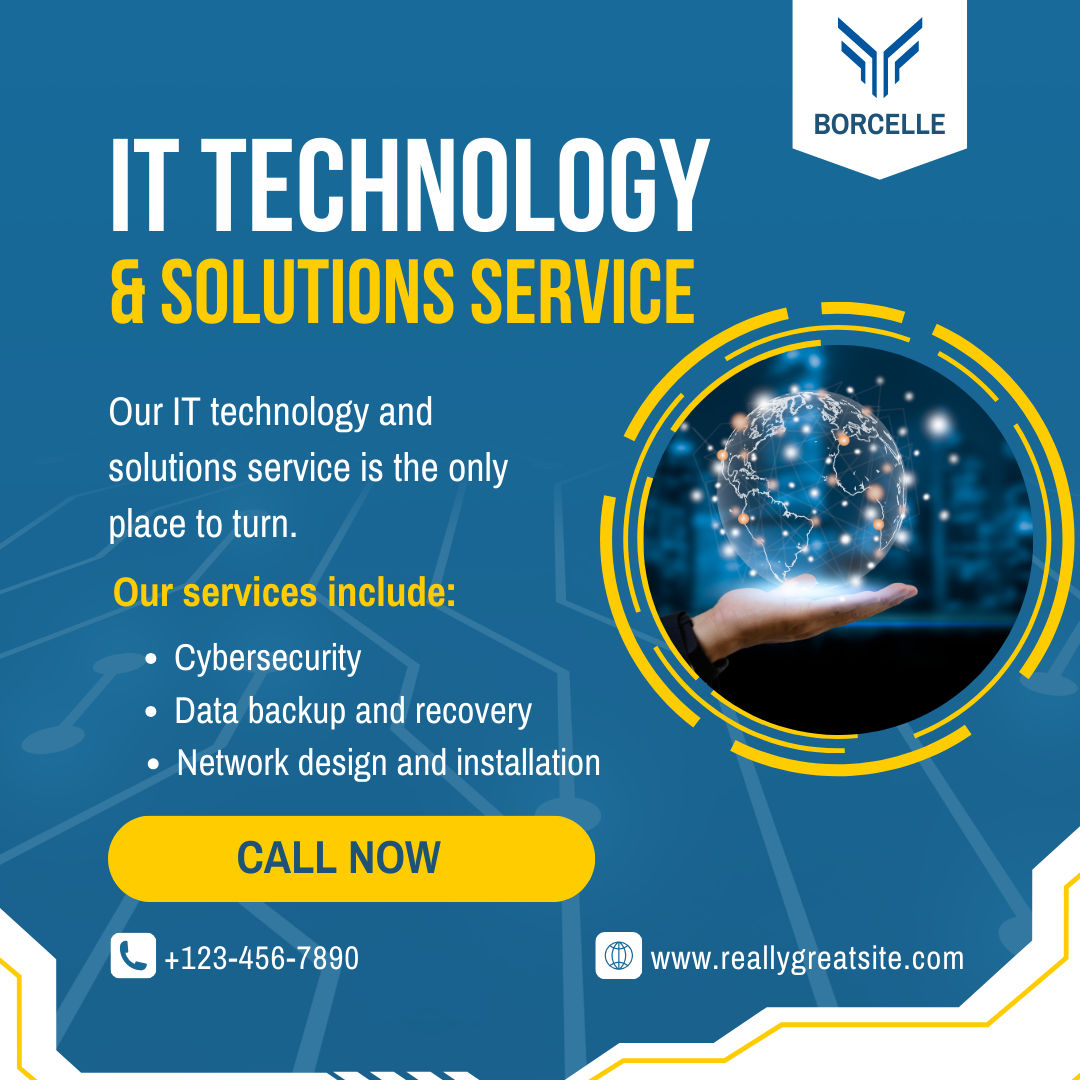 BORCELLE
IT TECHNOLOGY
& SOLUTIONS SERVICE
Our IT technology and
solutions service is the only
place to turn.
Our services include:
• Cybersecurity
• Data backup and recovery
• Network design and installation
CALL NOW
+123-456-7890
www.reallygreatsite.com